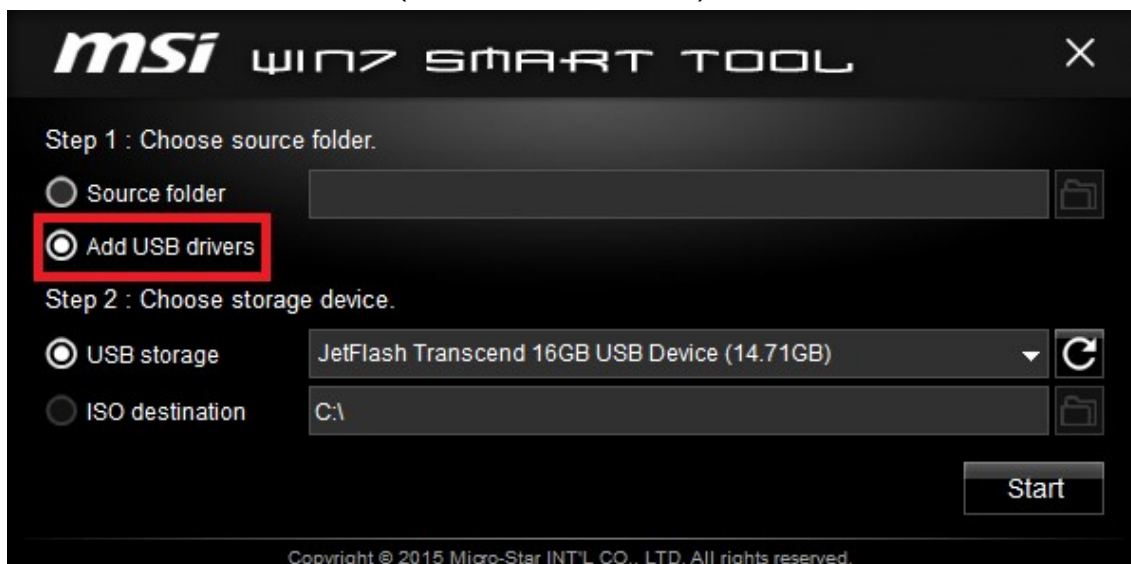 msi WIN7 SMART TOOL
Step 1 : Choose source folder.
Source folder
Add USB drivers
Step 2 : Choose storage device.
USB storage JetFlash Transcend 16GB USB Device (14.71GB)
ISO destination C:\
Start
Copyright © 2015 Micro-Star INT'L CO., LTD. All rights reserved.